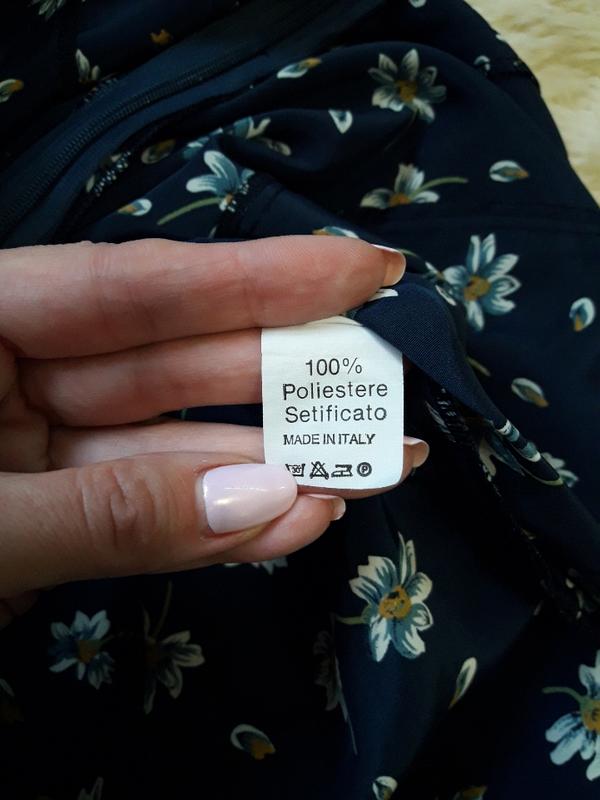 100%
Poliestere
Setificato
MADE IN ITALY
Ⓟ